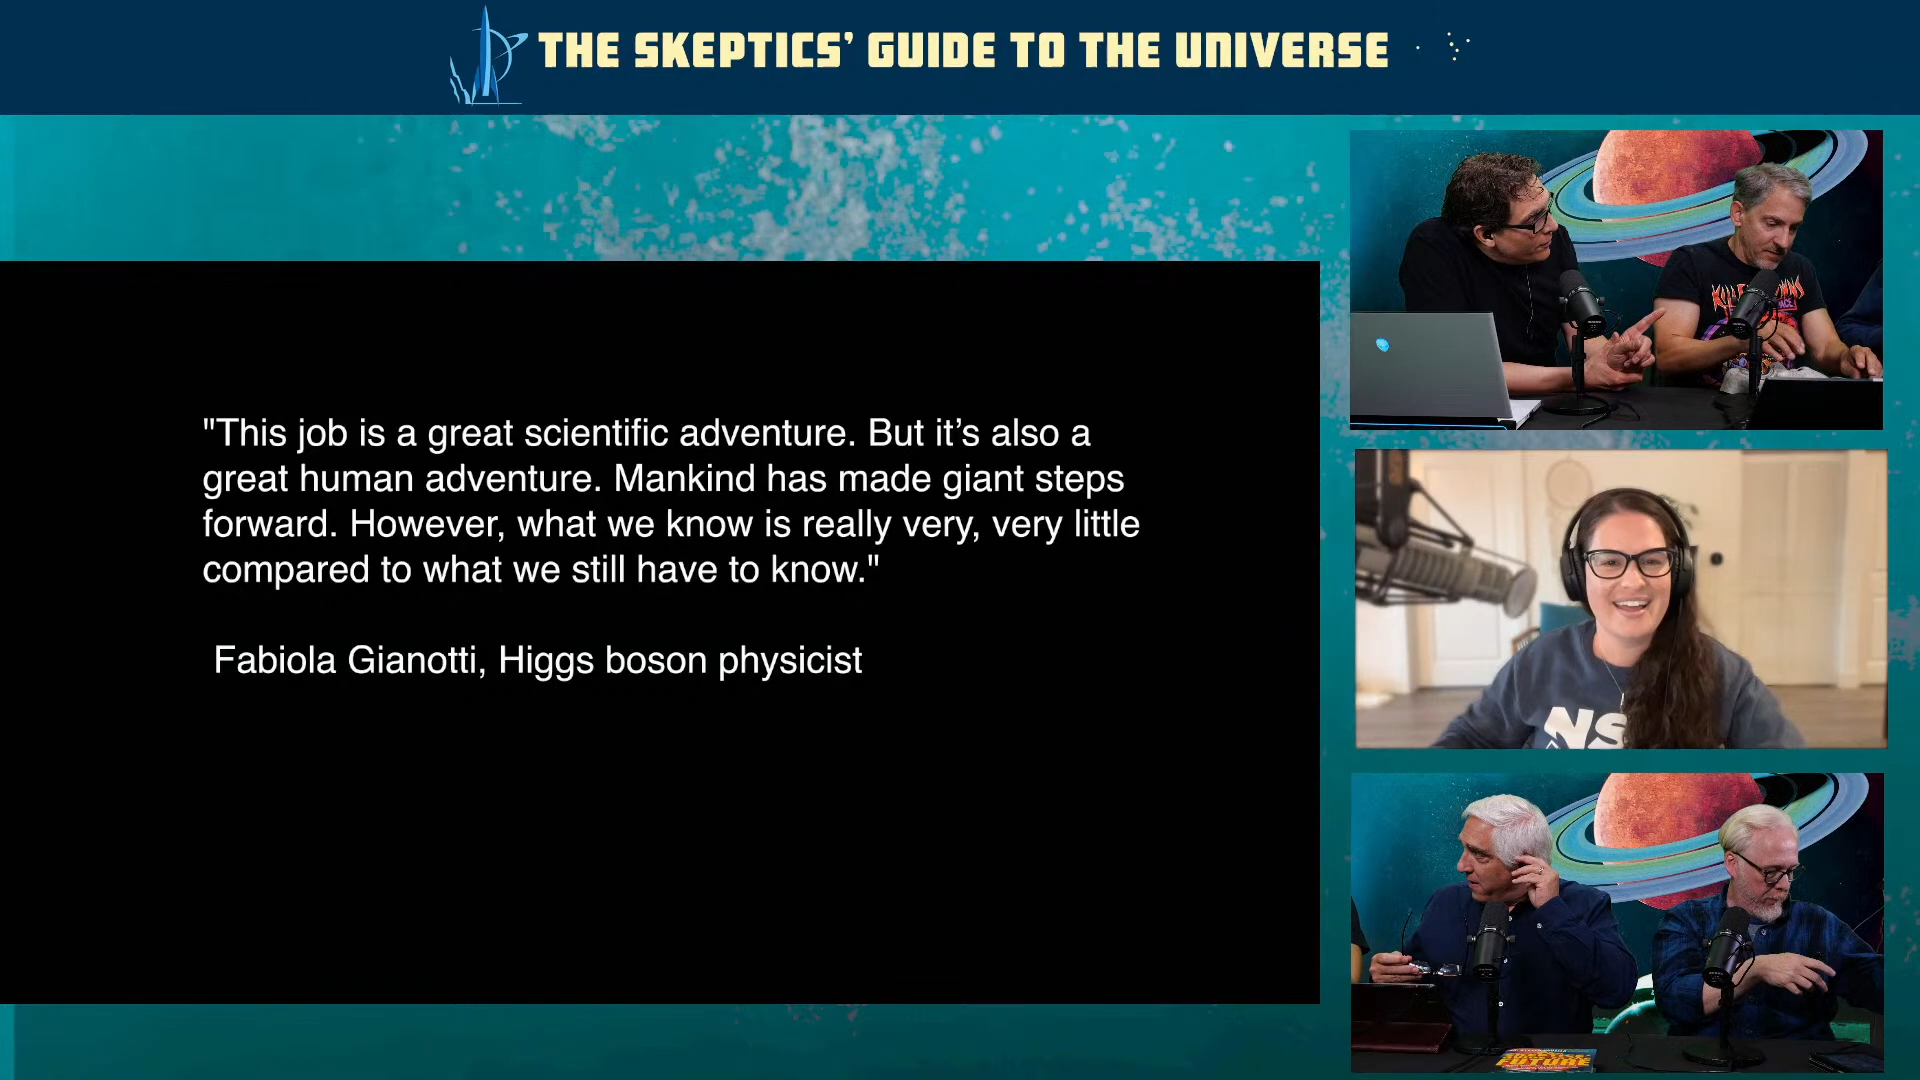 THE SKEPTICS' GUIDE TO THE UNIVERSE
"This job is a great scientific adventure. But it’s also a
great human adventure. Mankind has made giant steps
forward. However, what we know is really very, very little
compared to what we still have to know."
Fabiola Gianotti, Higgs boson physicist
NS
FUTURE